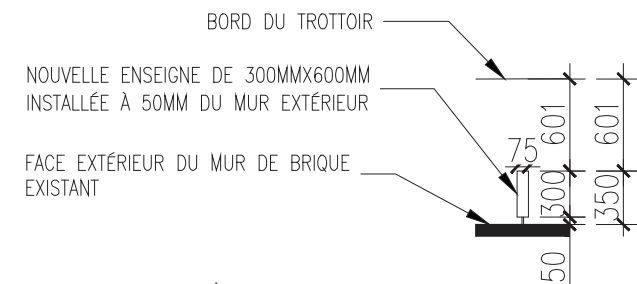 BORD DU TROTTOIR
NOUVELLE ENSEIGNE DE 300MMX600MM
INSTALLÉE À 50MM DU MUR EXTÉRIEUR
FACE EXTÉRIEUR DU MUR DE BRIQUE
EXISTANT
75
601
601
300
350
50